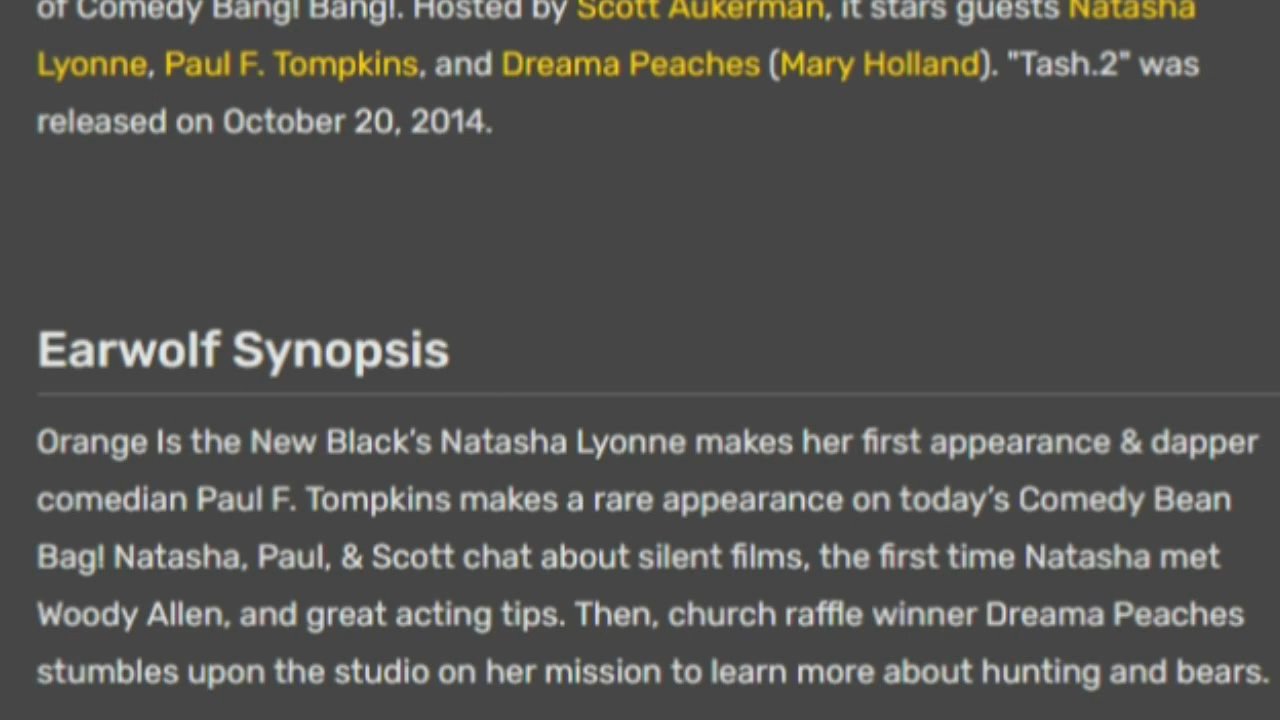 of Comedy Bang! Bang!. Hosted by Scott Aukerman, it stars guests Natasha
Lyonne, Paul F. Tompkins, and Dreama Peaches (Mary Holland). "Tash.2" was
released on October 20, 2014.
Earwolf Synopsis
Orange Is the New Black's Natasha Lyonne makes her first appearance & dapper
comedian Paul F. Tompkins makes a rare appearance on today's Comedy Bean
Bag! Natasha, Paul, & Scott chat about silent films, the first time Natasha met
Woody Allen, and great acting tips. Then, church raffle winner Dreama Peaches
stumbles upon the studio on her mission to learn more about hunting and bears.